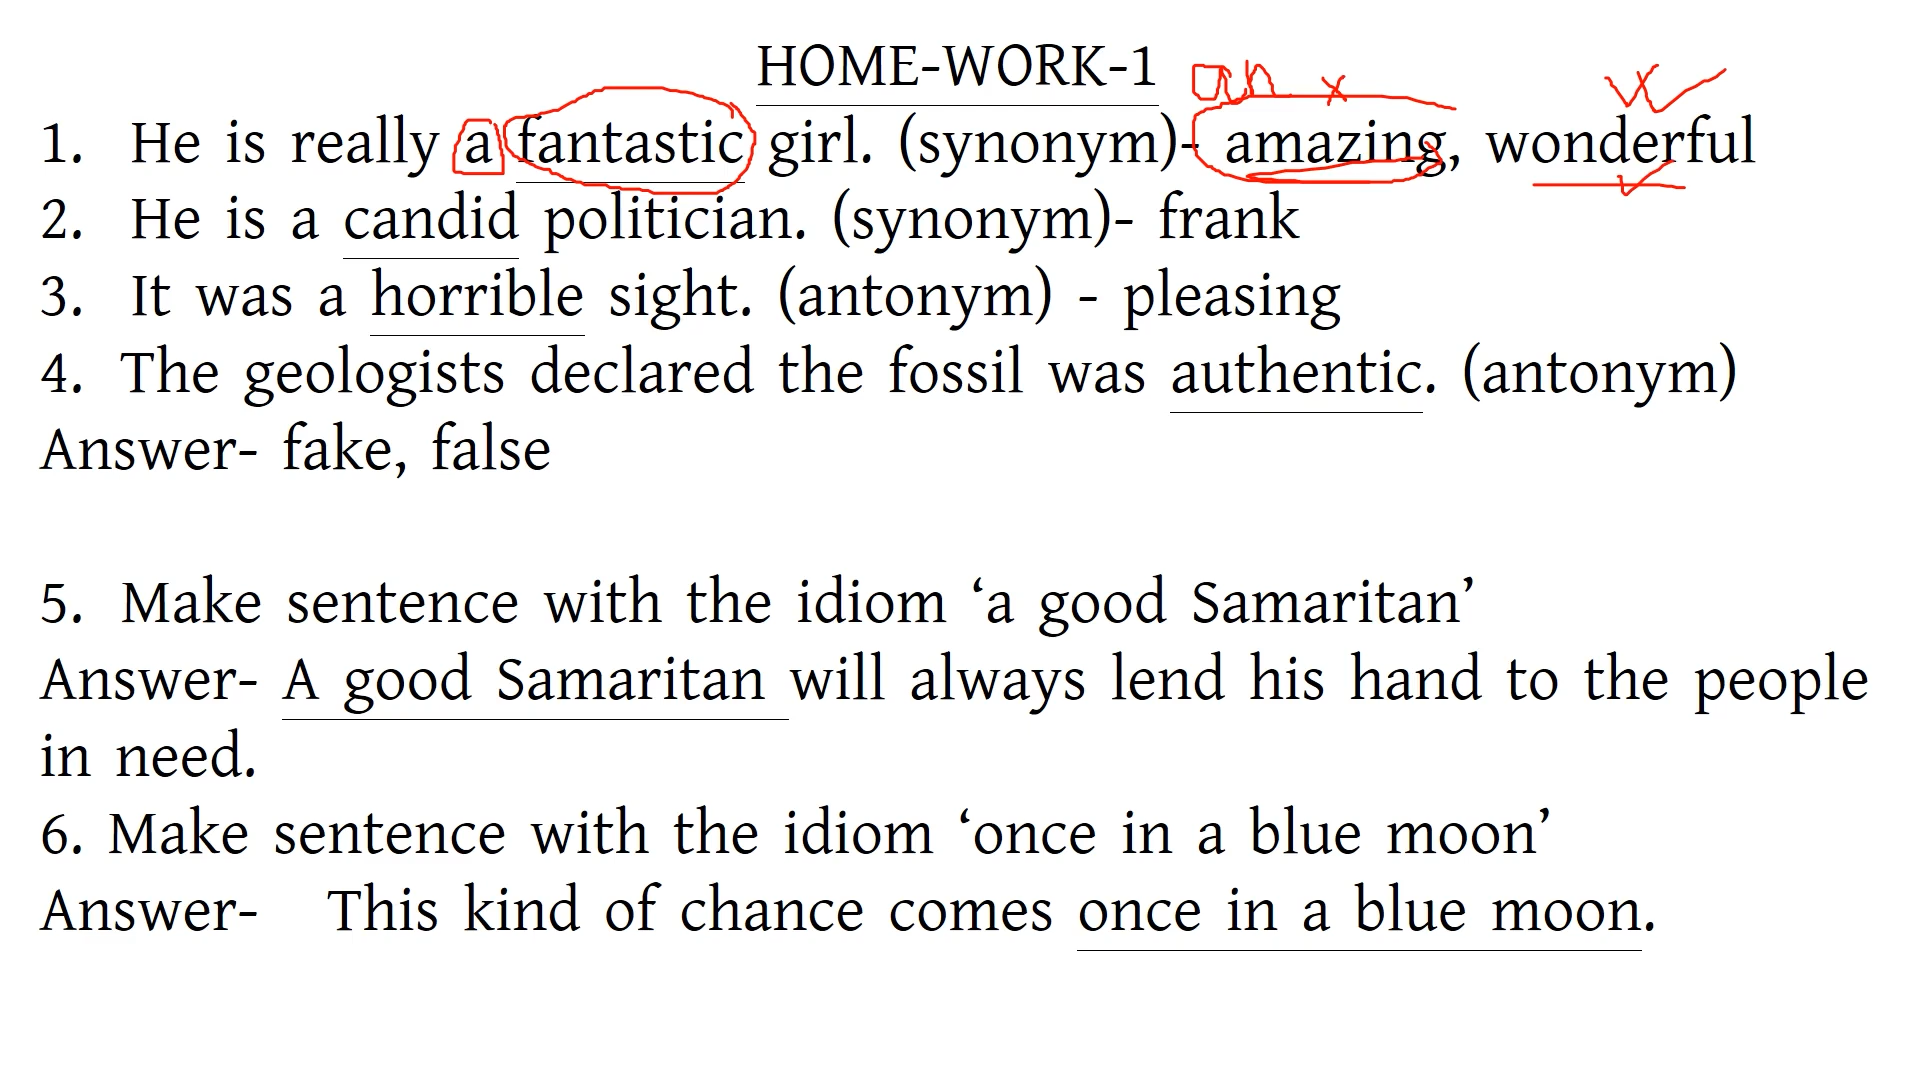 HOME-WORK-1
an x w
1. He is really a fantastic girl. (synonym)- amazing, wonderful
2. He is a candid politician. (synonym)- frank
3. It was a horrible sight. (antonym) - pleasing
4. The geologists declared the fossil was authentic. (antonym)
Answer- fake, false
5. Make sentence with the idiom ‘a good Samaritan’
Answer- A good Samaritan will always lend his hand to the people
in need.
6. Make sentence with the idiom ‘once in a blue moon’
Answer- This kind of chance comes once in a blue moon.